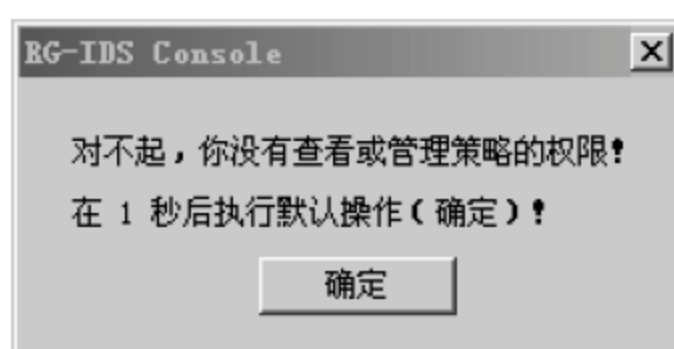 RG-IDS Console
对不起，你没有查看或管理策略的权限！
在 1 秒后执行默认操作(确定)！
确定